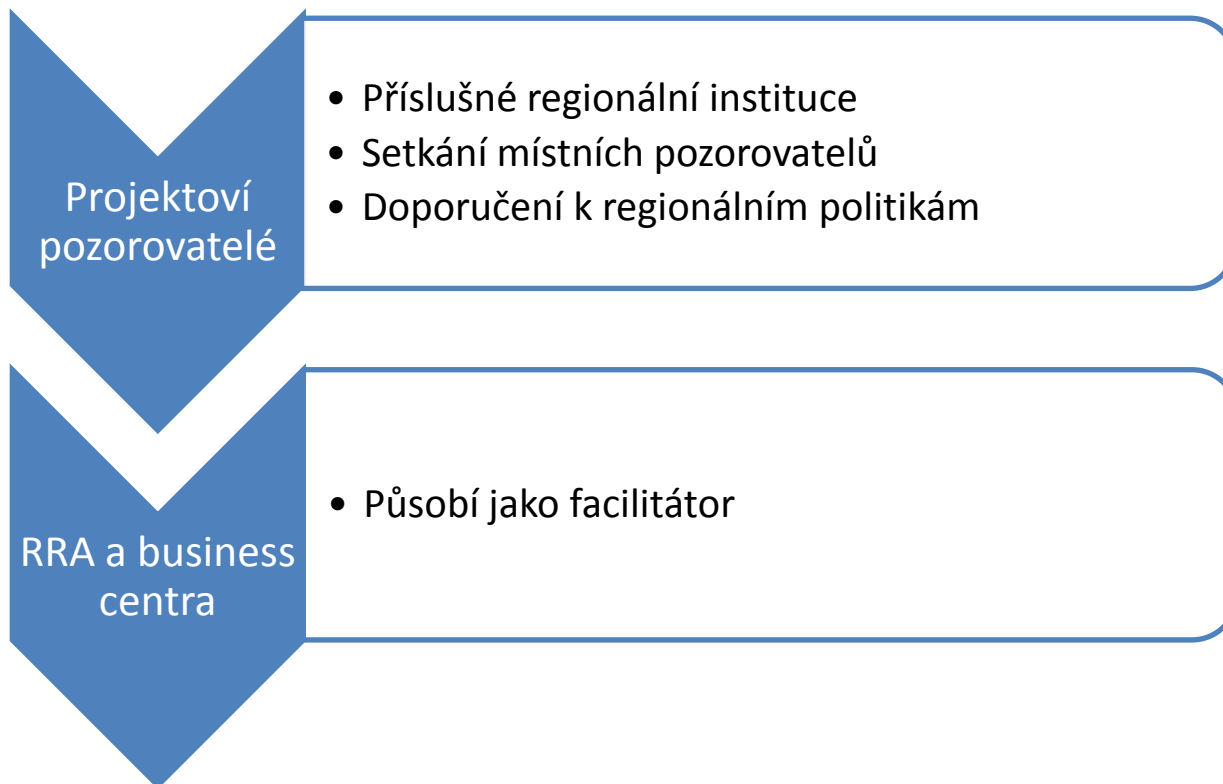 Projektoví
pozorovatelé
• Příslušné regionální instituce
• Setkání místních pozorovatelů
• Doporučení k regionálním politikám
RRA a business
centra
• Působí jako facilitátor